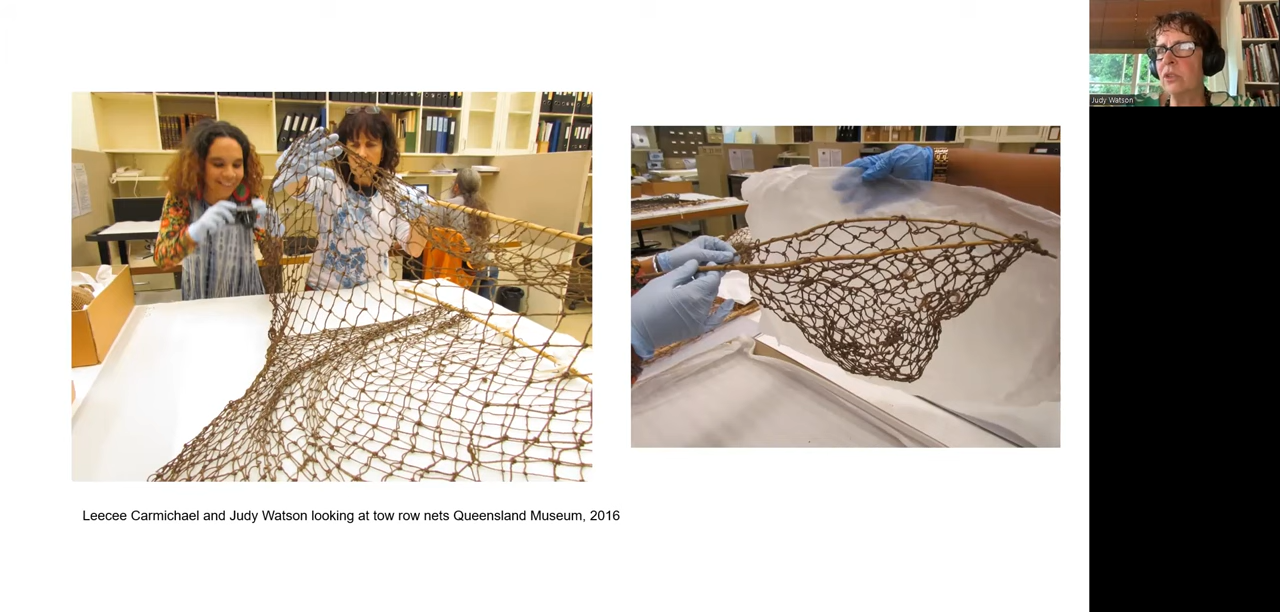 Judy Watson
Leecee Carmichael and Judy Watson looking at tow row nets Queensland Museum, 2016